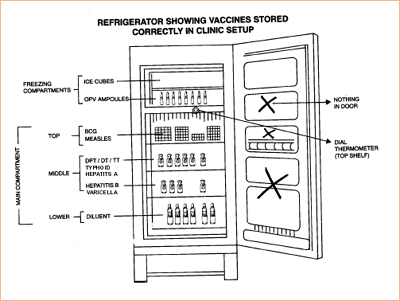 REFRIGERATOR SHOWING VACCINES STORED
CORRECTLY IN CLINIC SETUP
FREEZING
COMPARTMENTS
ICE CUBES
OPV AMPOULES
NOTHING
IN DOOR
MAIN COMPARTMENT
TOP
BCG
MEASLES
DIAL
THERMOMETER
(TOP SHELF)
MIDDLE
DPT / DT / TT
TYPHOID
HEPATITIS A
HEPATITIS B
VARICELLA
LOWER
DILUENT